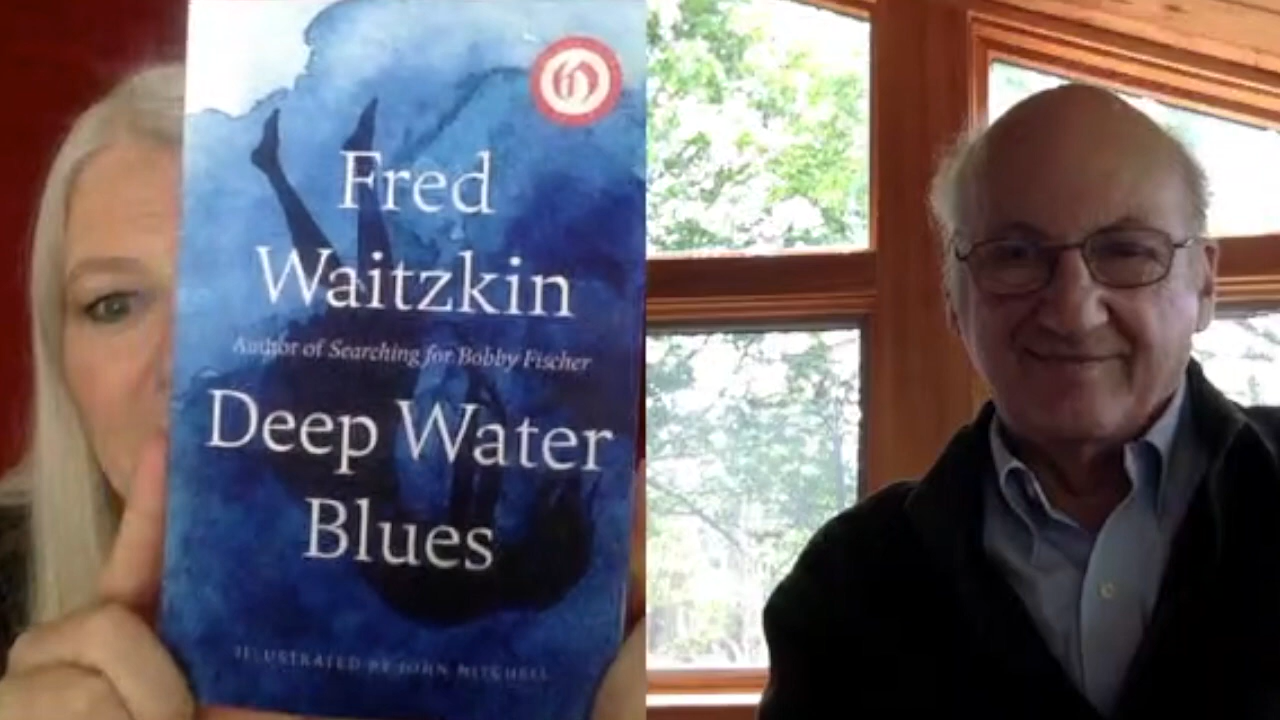 Fred
Waitzkin
Author of Searching for Bobby Fischer
Deep Water
Blues
ILLUSTRATED BY JOHN MITCHELL